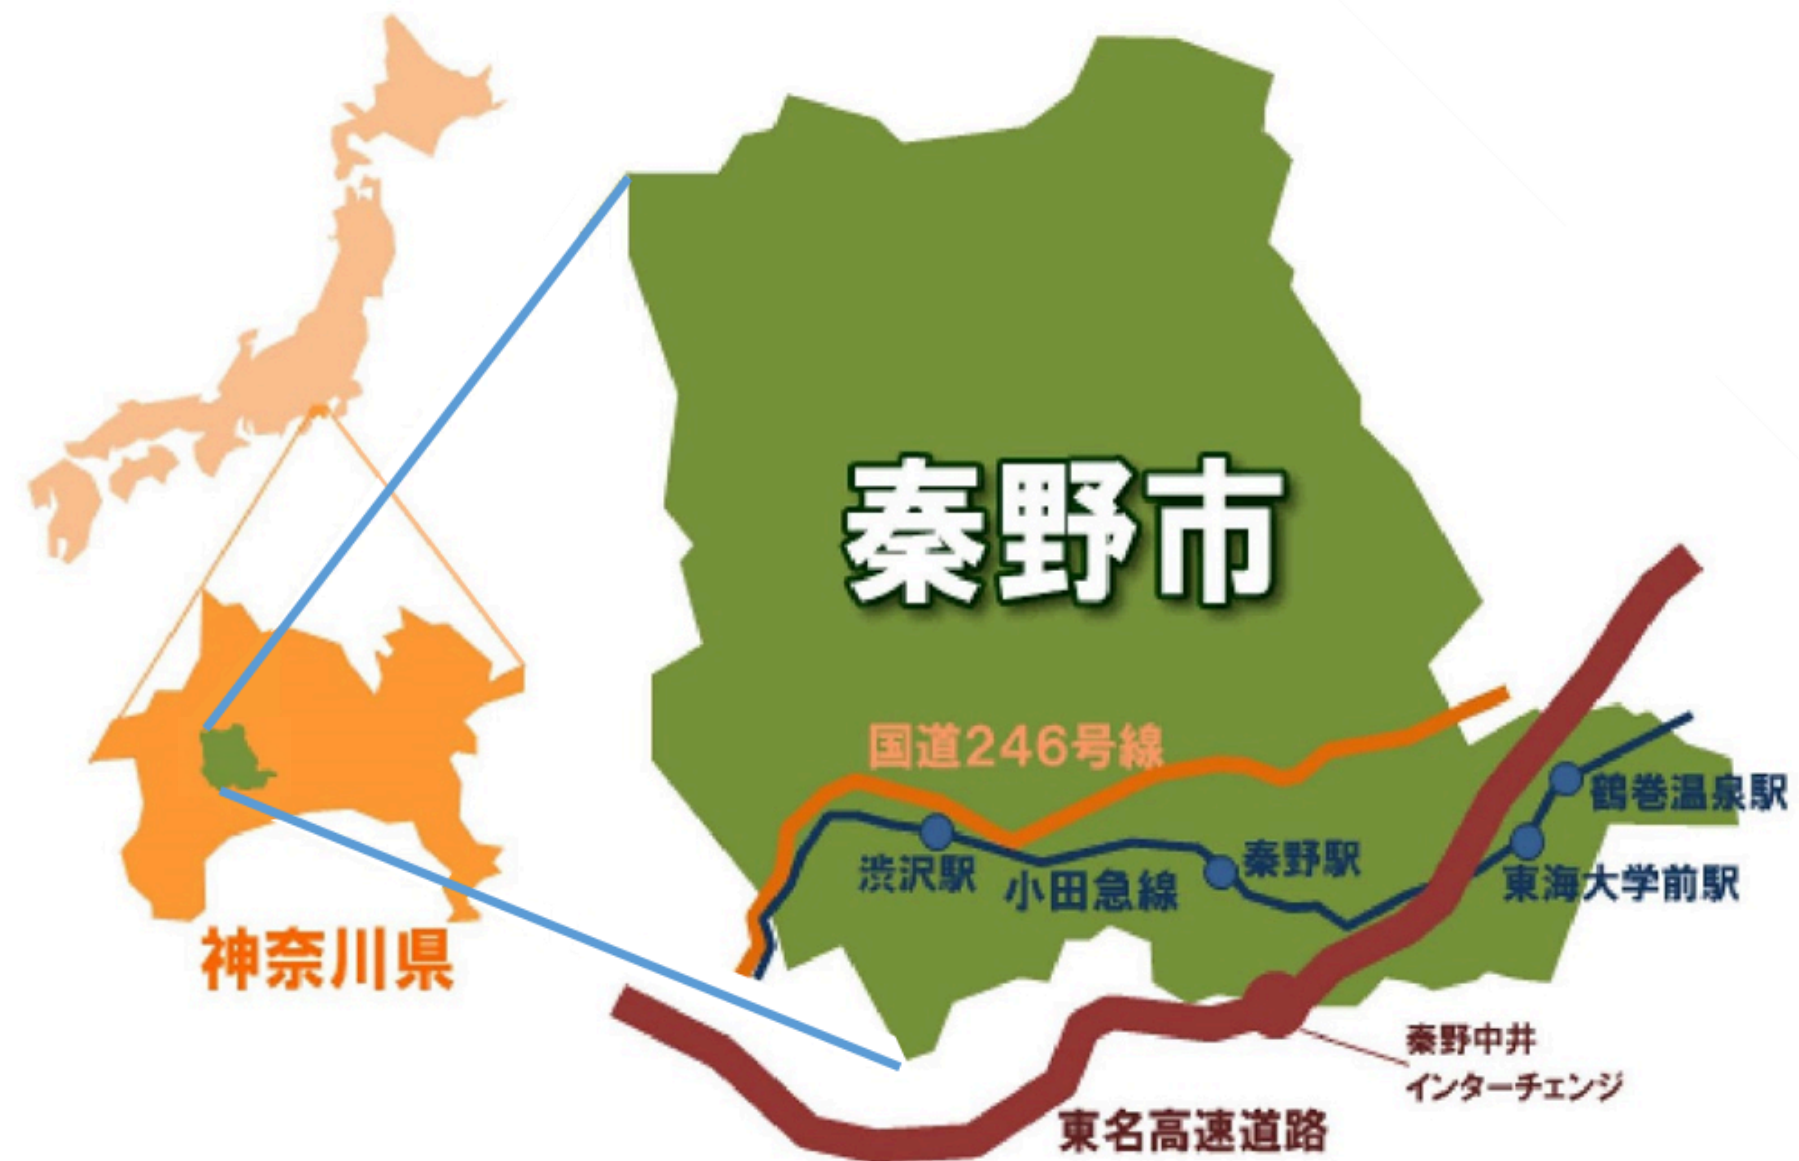 秦野市
国道246号線
鶴巻温泉駅
渋沢駅
小田急線
秦野駅
東海大学前駅
神奈川県
秦野中井
インターチェンジ
東名高速道路